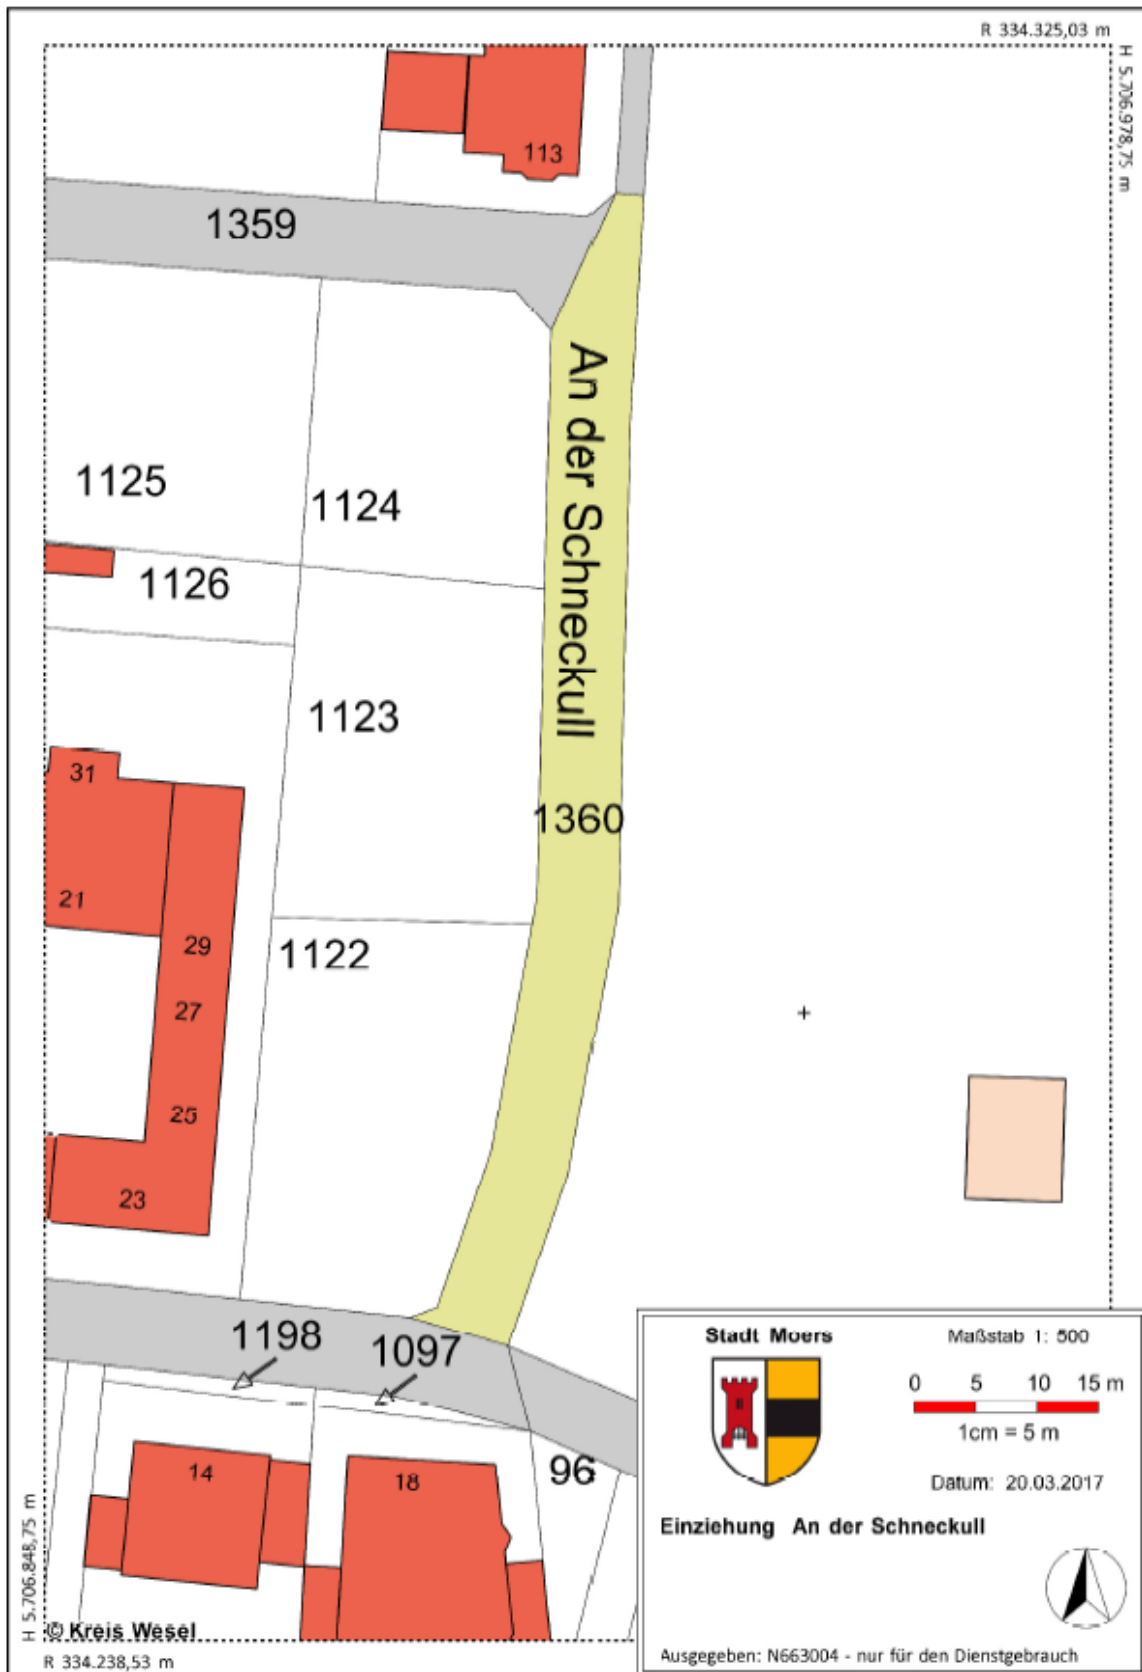 R 334.325,03 m
H 5.706.978,75 m
113
1359
An der Schneckull
1125
1124
1126
1123
31
1360
21
29
1122
27
25
23
1198
1097
14
18
96
Stadt Moers
Maßstab 1: 500
0 5 10 15 m
1cm = 5 m
Datum: 20.03.2017
Einziehung An der Schneckull
Ausgegeben: N663004 - nur für den Dienstgebrauch
H 5.706.848,75 m
© Kreis Wesel
R 334.238,53 m